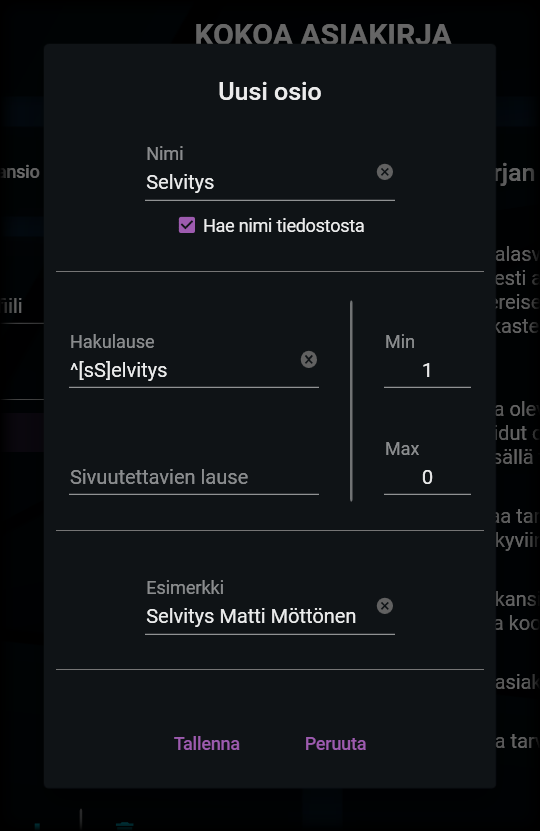 KOKOA ASIAKIRJA
Uusi osio
Nimi
Selvitys
Hae nimi tiedostosta
Hakulause
^[sS]elvitys
Min
1
Sivuutettavien lause
Max
0
Esimerkki
Selvitys Matti Möttönen
Tallenna
Peruuta